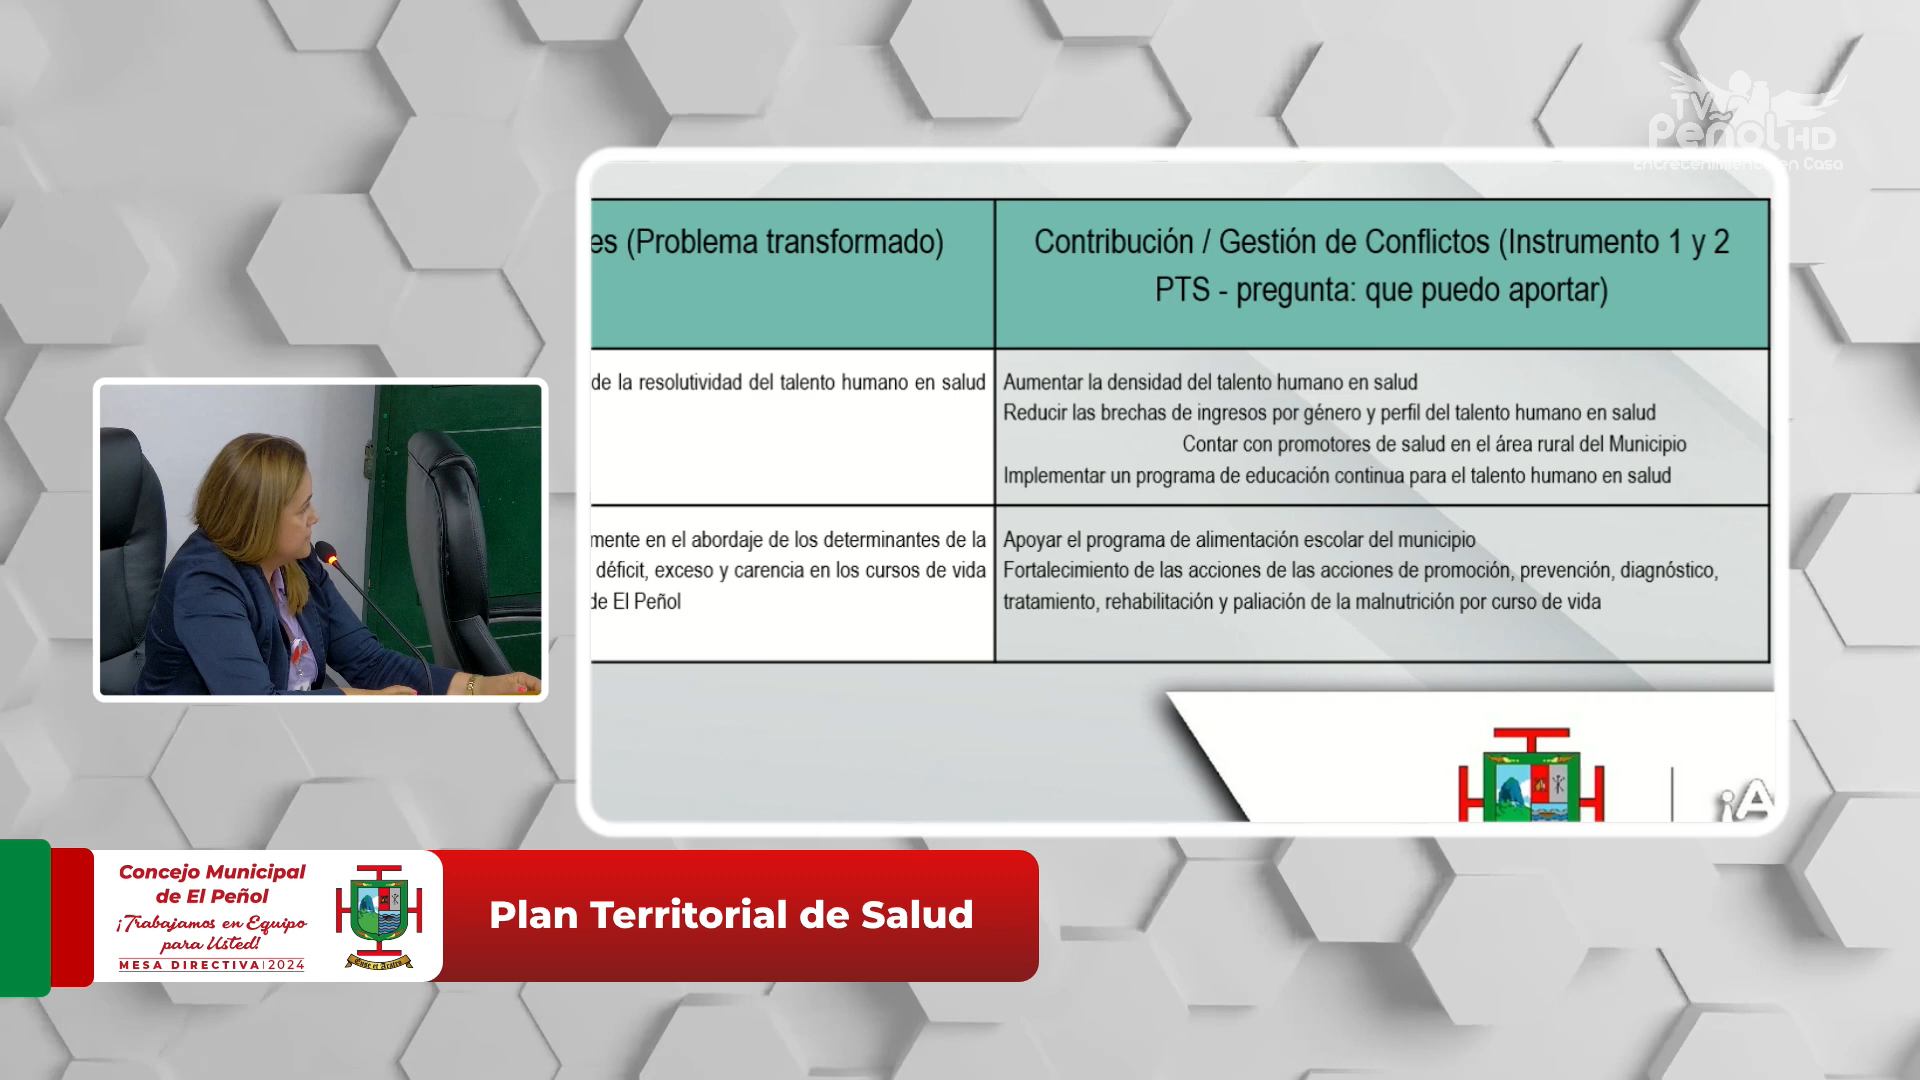 TV
Peñol HD
Entretenimiento en Casa
es (Problema transformado)
Contribución / Gestión de Conflictos (Instrumento 1 y 2
PTS - pregunta: que puedo aportar)
de la resolutividad del talento humano en salud
Aumentar la densidad del talento humano en salud
Reducir las brechas de ingresos por género y perfil del talento humano en salud
Contar con promotores de salud en el área rural del Municipio
Implementar un programa de educación continua para el talento humano en salud
mente en el abordaje de los determinantes de la
déficit, exceso y carencia en los cursos de vida
de El Peñol
Apoyar el programa de alimentación escolar del municipio
Fortalecimiento de las acciones de las acciones de promoción, prevención, diagnóstico,
tratamiento, rehabilitación y paliación de la malnutrición por curso de vida
¡A
Concejo Municipal
de El Peñol
¡Trabajamos en Equipo
para Usted!
MESA DIRECTIVA|2024
Plan Territorial de Salud